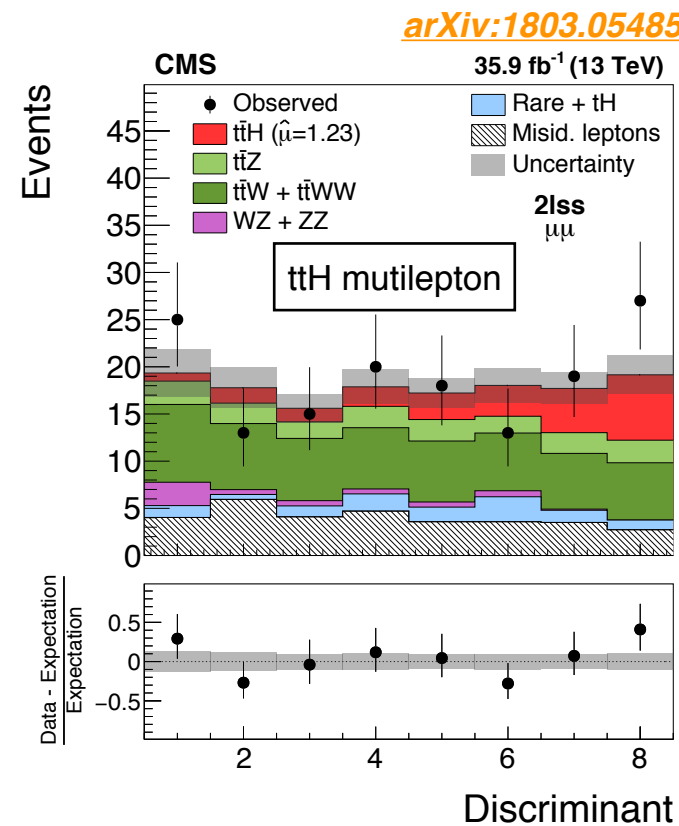 arXiv:1803.05485
CMS 35.9 fb⁻¹ (13 TeV)
Events
Observed
tt̄H (μ̂=1.23)
tt̄Z
tt̄W + tt̄WW
WZ + ZZ
Rare + tH
Misid. leptons
Uncertainty
2lss
μμ
ttH mutilepton
45
40
35
30
25
20
15
10
5
0
Data - Expectation
Expectation
0.5
0
−0.5
2 4 6 8
Discriminant